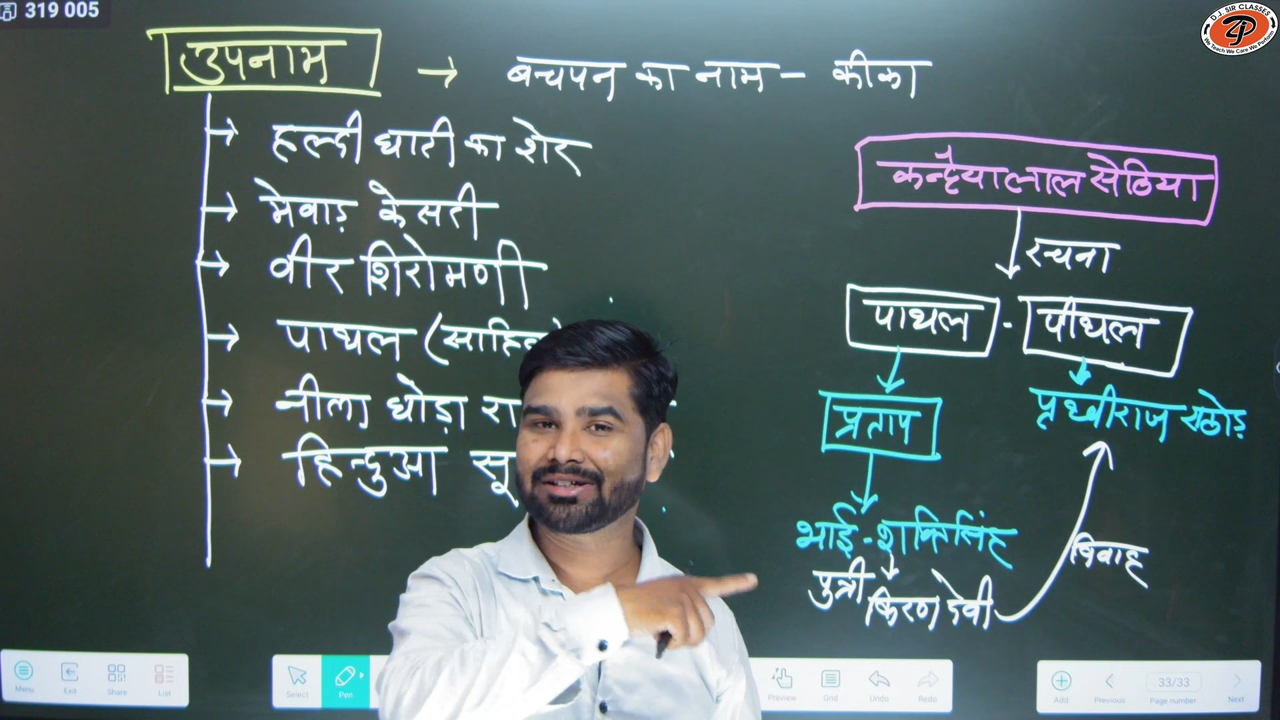 319 005
D.J. SIR CLASSES
We Teach We Care We Perform
उपनाम → बचपन का नाम - कीका
→ हल्दी घाटी का शेर
→ मेवाड़ केसरी
→ वीर शिरोमणी
→ पाथल
→ नीला घोड़ा
→ हिन्दुआ
कन्हैयालाल सेठिया
रचना
पाथल - पीथल
प्रताप
पृथ्वीराज राठोड़
भाई - शक्तिसिंह
पुत्री किरण देवी
विवाह
Menu
Exit
Share
List
Select
Pen
Preview
Grid
Undo
Redo
Add
Previous
33/33
Page number
Next